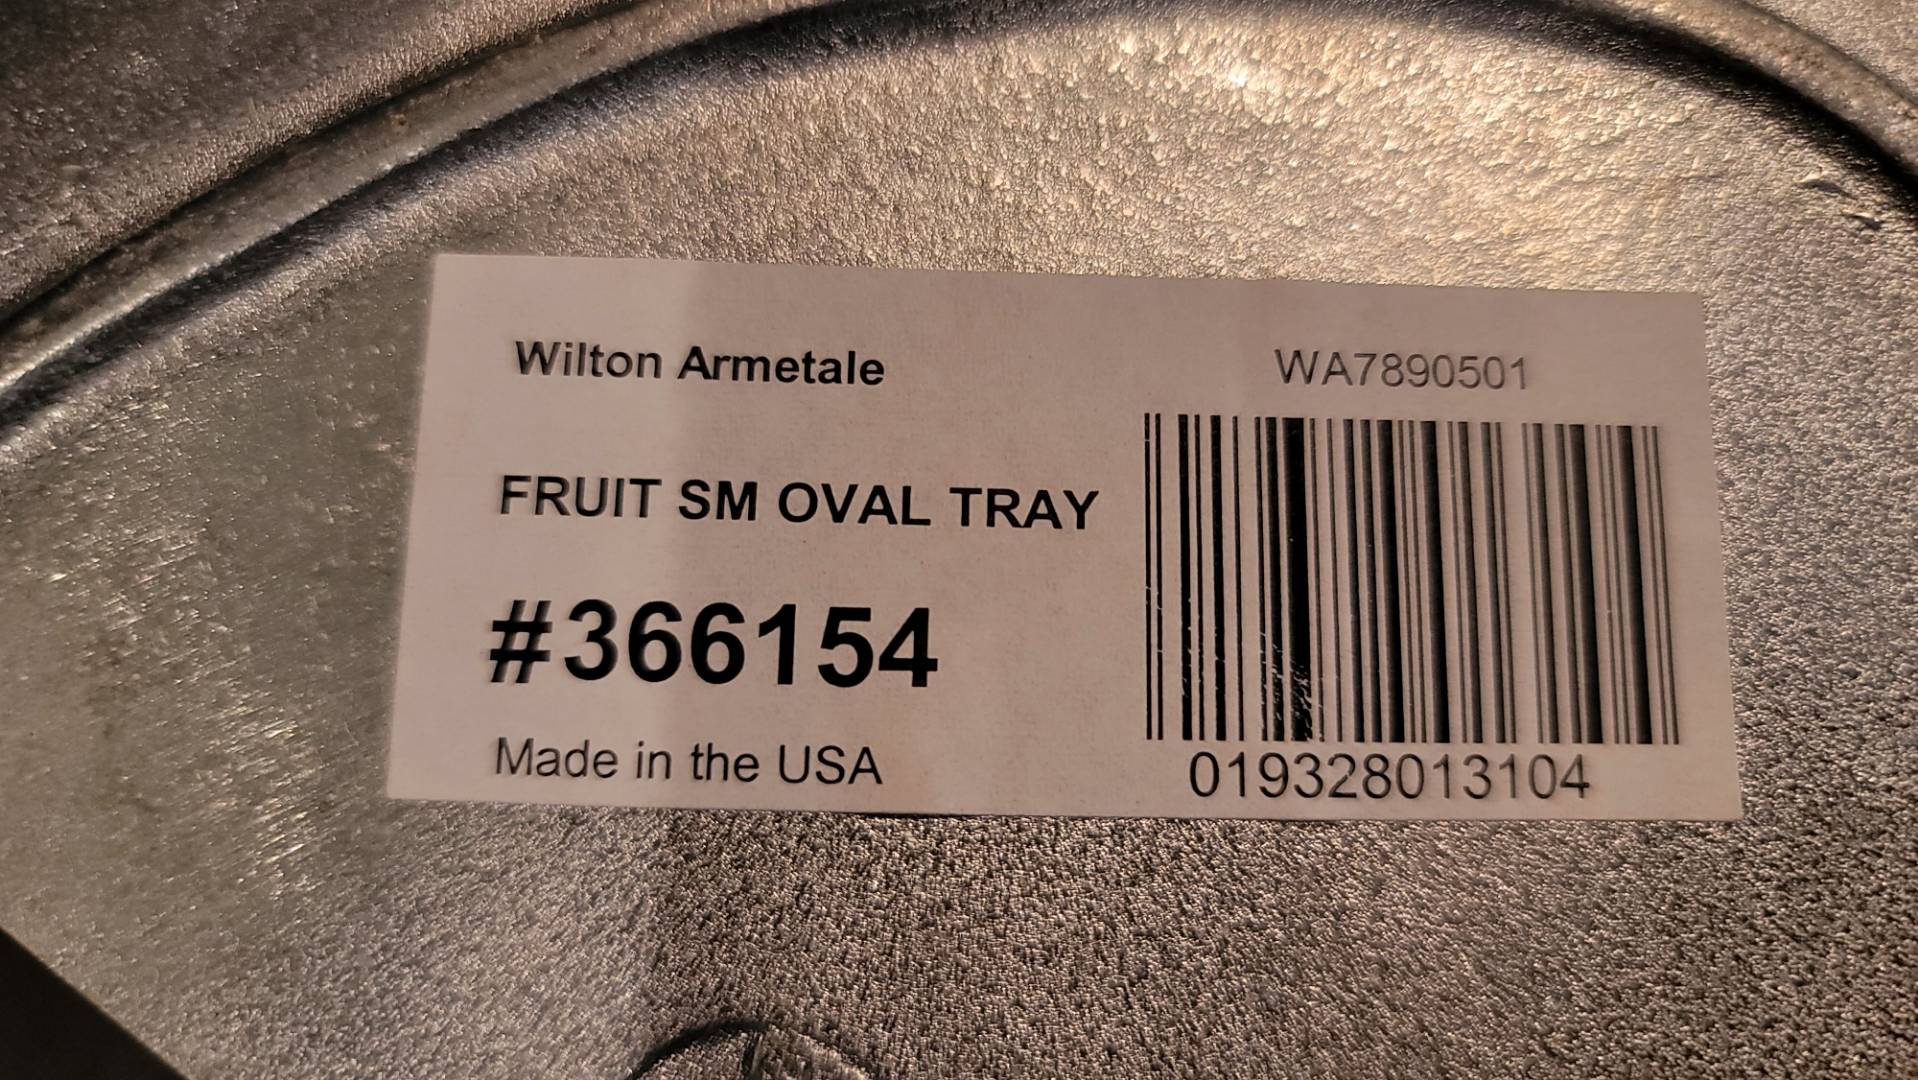 Wilton Armetale
WA7890501
FRUIT SM OVAL TRAY
#366154
Made in the USA
019328013104